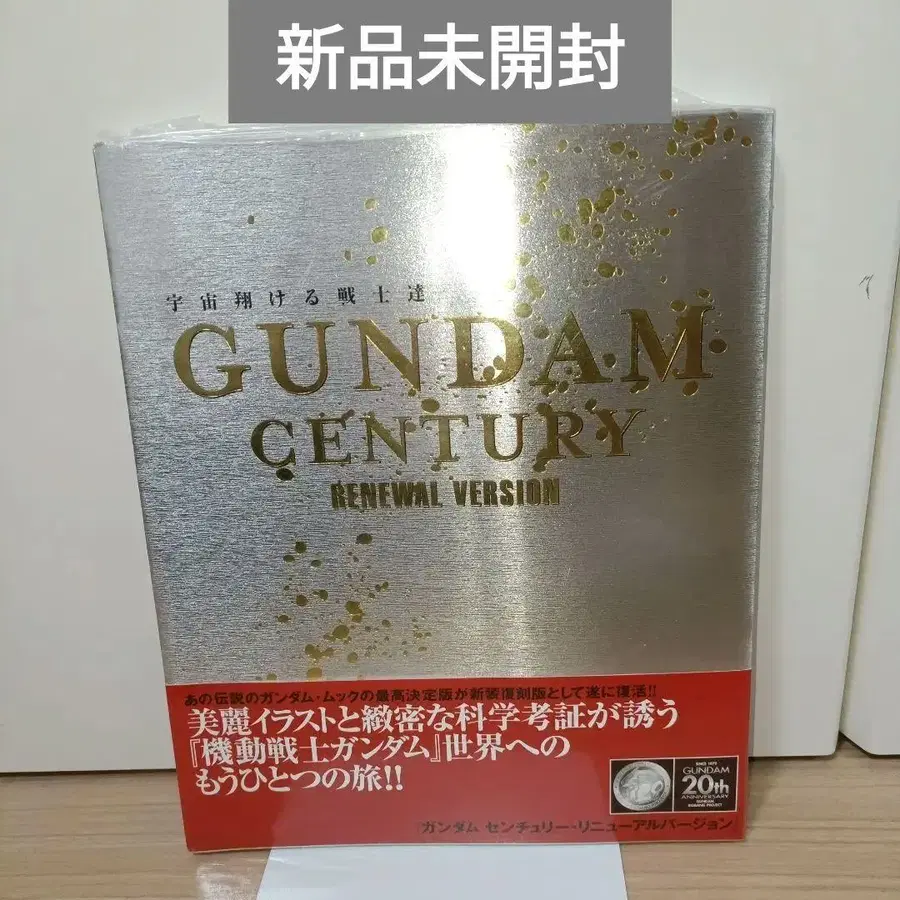 新品未開封
宇宙翔ける戦士達
GUNDAM
CENTURY
RENEWAL VERSION
あの伝説のガンダム・ムックの最高決定版が新装復刻版として遂に復活!!
美麗イラストと緻密な科学考証が誘う
『機動戦士ガンダム』世界への
もうひとつの旅!!
SINCE 1979
GUNDAM
20th
ANNIVERSARY
ガンダム センチュリー・リニューアルバージョン